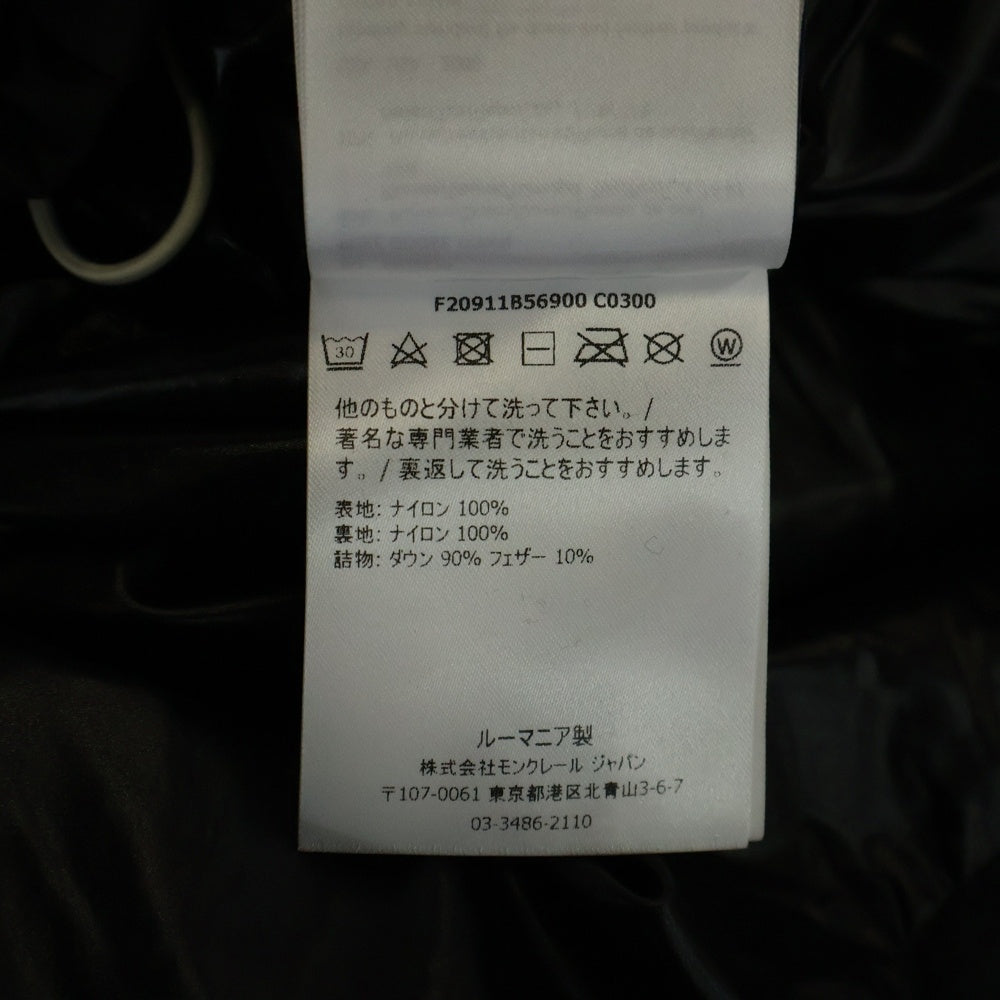 F20911B56900 C0300
30 W
他のものと分けて洗って下さい。/
著名な専門業者で洗うことをおすすめしま
す。/ 裏返して洗うことをおすすめします。
表地: ナイロン 100%
裏地: ナイロン 100%
詰物: ダウン 90% フェザー 10%
ルーマニア製
株式会社モンクレール ジャパン
〒107-0061 東京都港区北青山3-6-7
03-3486-2110